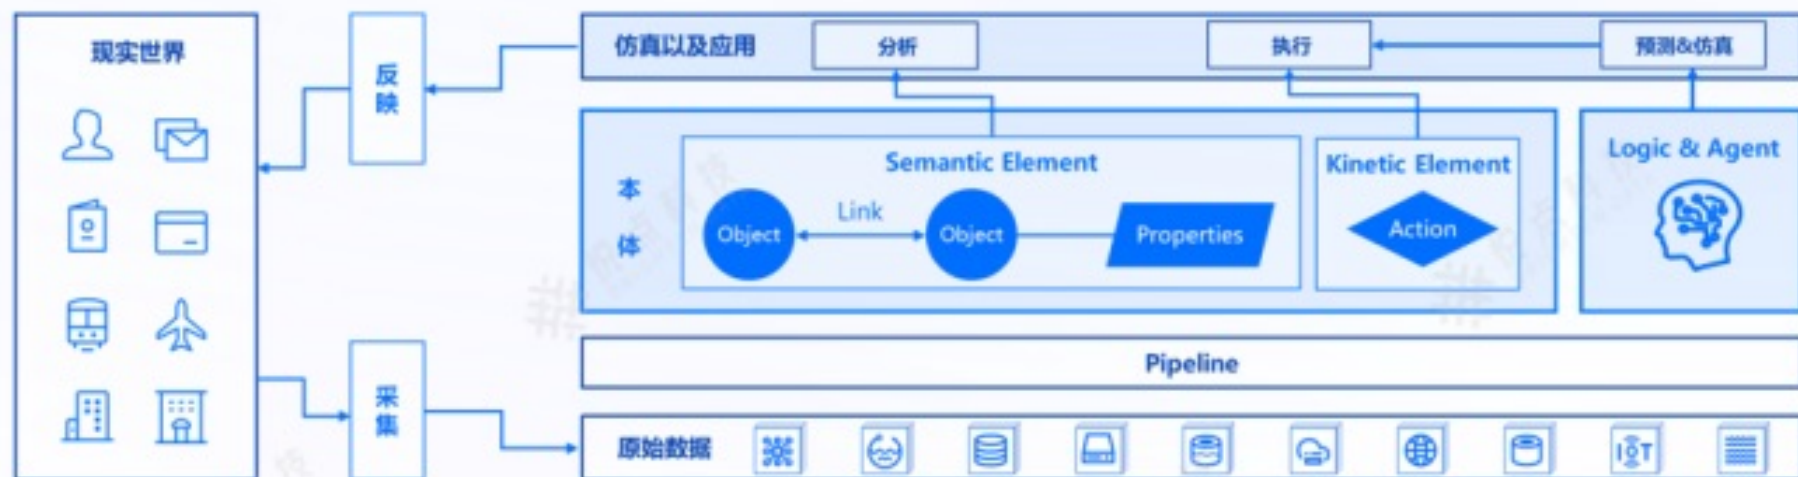 现实世界
反映
采集
仿真以及应用
分析
执行
预测&仿真
本体
Semantic Element
Object
Link
Object
Properties
Kinetic Element
Action
Logic & Agent
Pipeline
原始数据
IOT